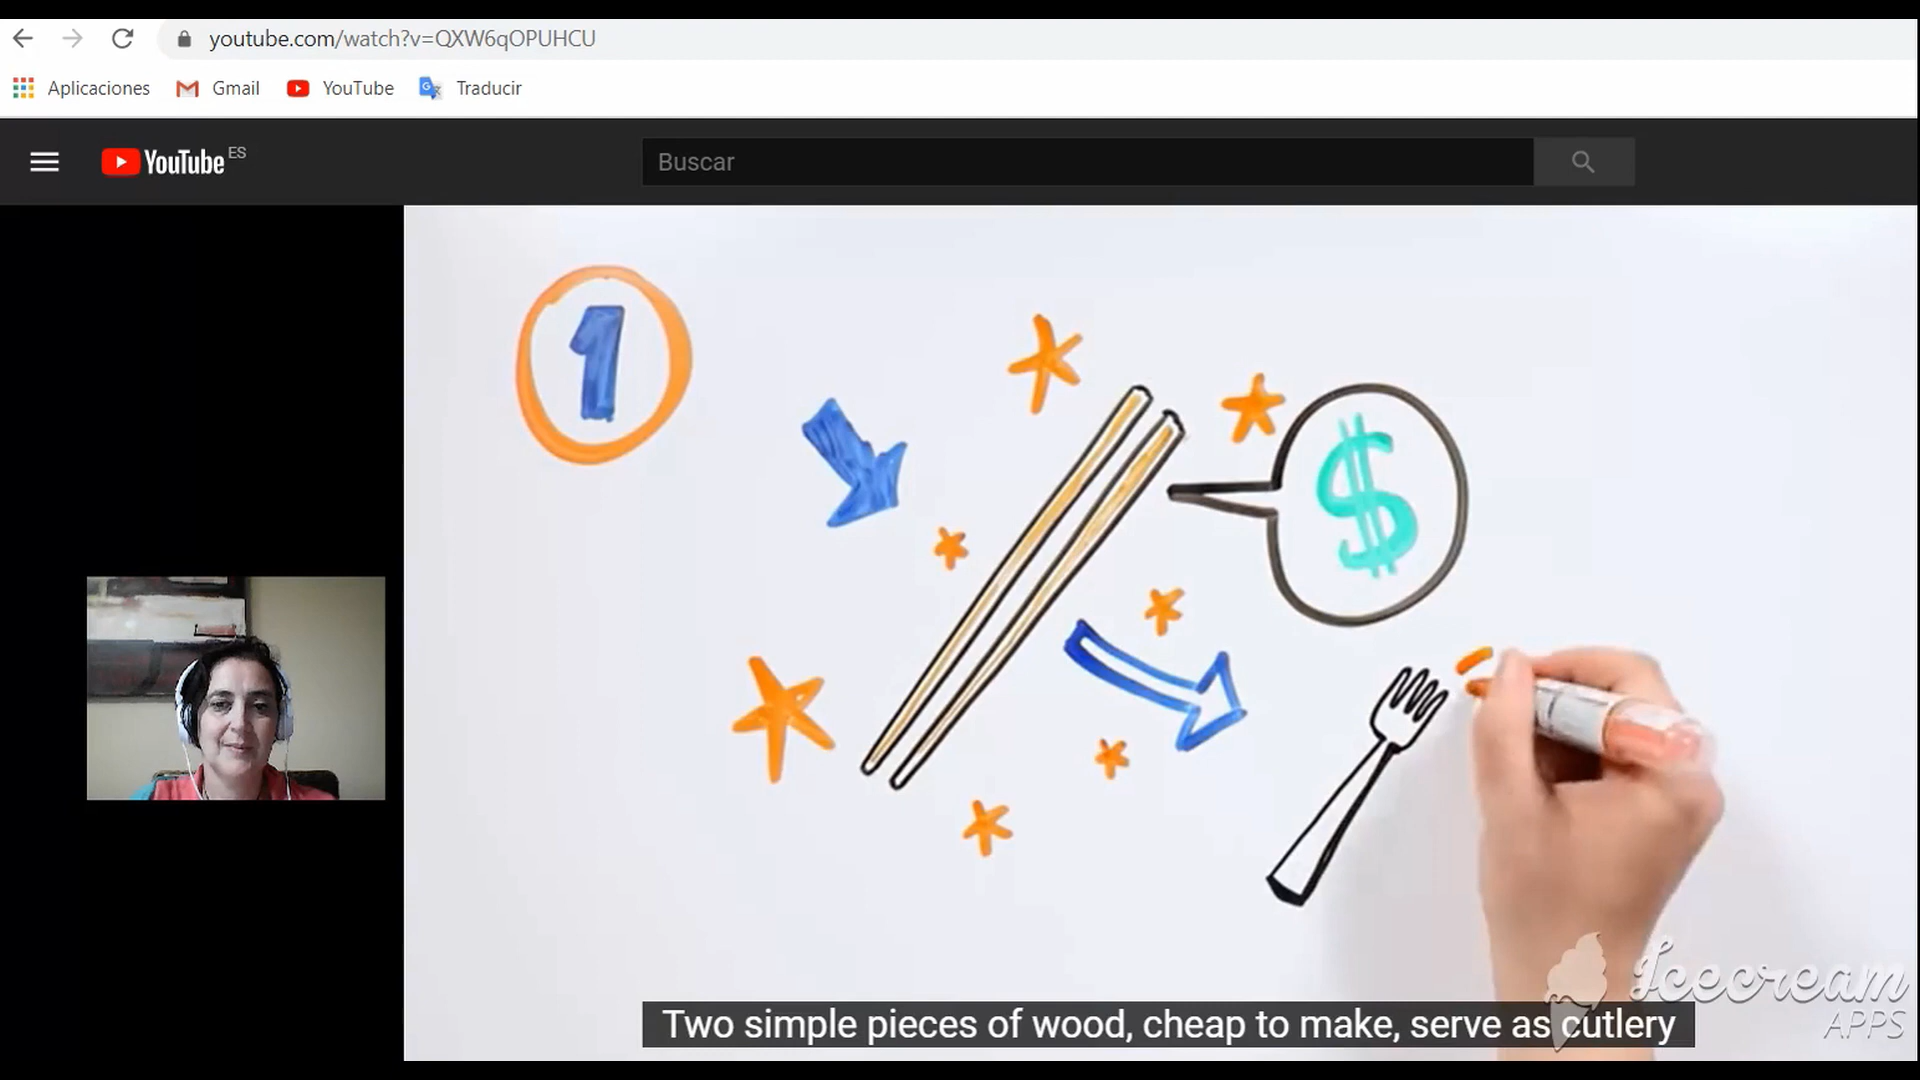 youtube.com/watch?v=QXW6qOPUHCU
Aplicaciones Gmail YouTube Traducir
YouTube ES
Buscar
1
$
Two simple pieces of wood, cheap to make, serve as cutlery
Icecream
APPS